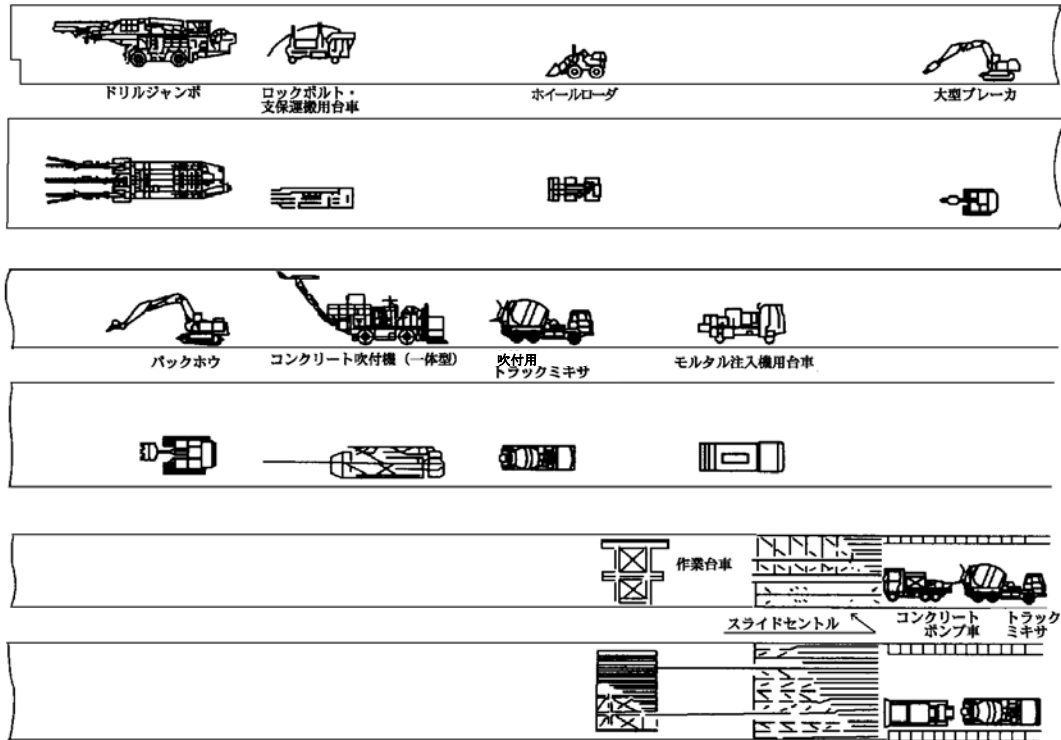 ドリルジャンボ
ロックボルト・
支保運搬用台車
ホイールローダ
大型ブレーカ
バックホウ
コンクリート吹付機（一体型）
吹付用
トラックミキサ
モルタル注入機用台車
作業台車
スライドセントル
コンクリート
ポンプ車
トラック
ミキサ